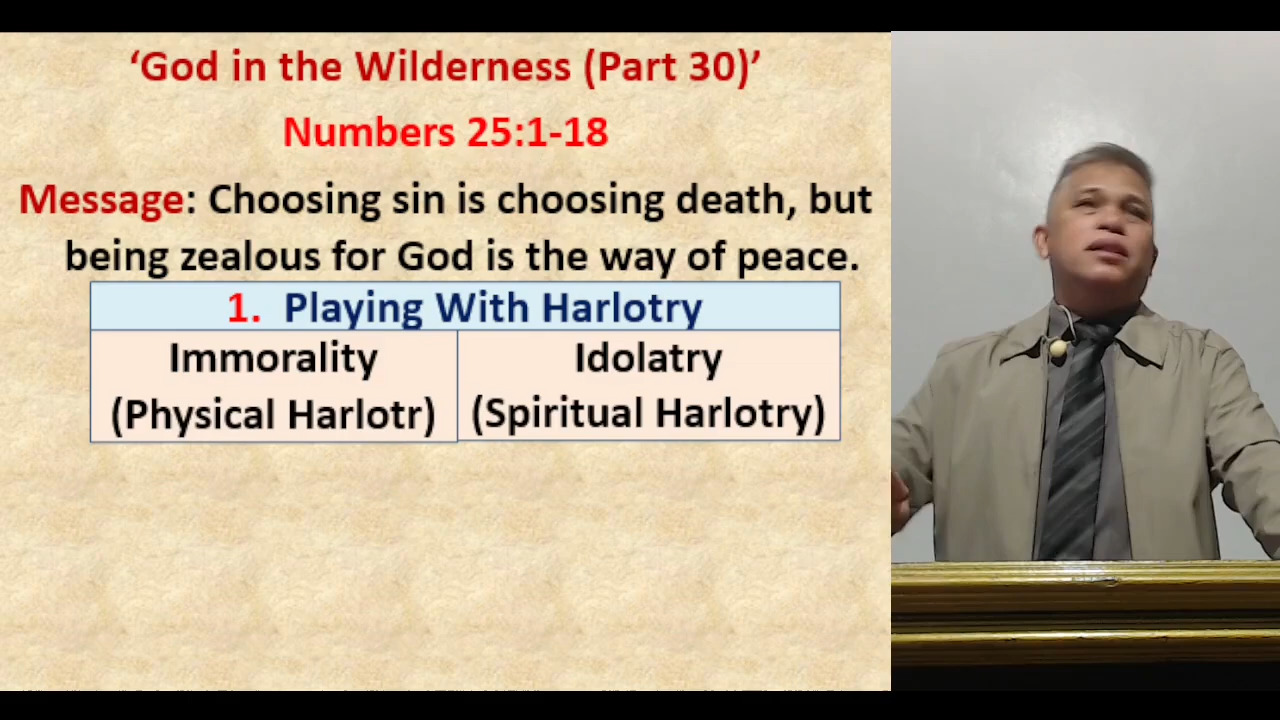 ‘God in the Wilderness (Part 30)’
Numbers 25:1-18
Message: Choosing sin is choosing death, but
being zealous for God is the way of peace.
1. Playing With Harlotry
Immorality
(Physical Harlotr)
Idolatry
(Spiritual Harlotry)